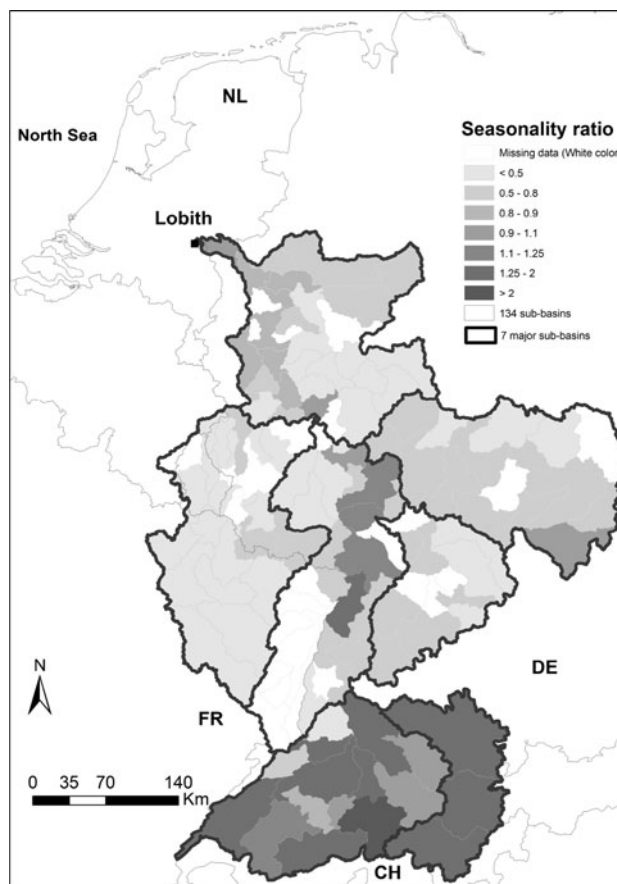 NL
North Sea
Seasonality ratio
Missing data (White color
< 0.5
0.5 - 0.8
0.8 - 0.9
0.9 - 1.1
1.1 - 1.25
1.25 - 2
> 2
134 sub-basins
7 major sub-basins
Lobith
DE
N
FR
0 35 70 140
Km
CH